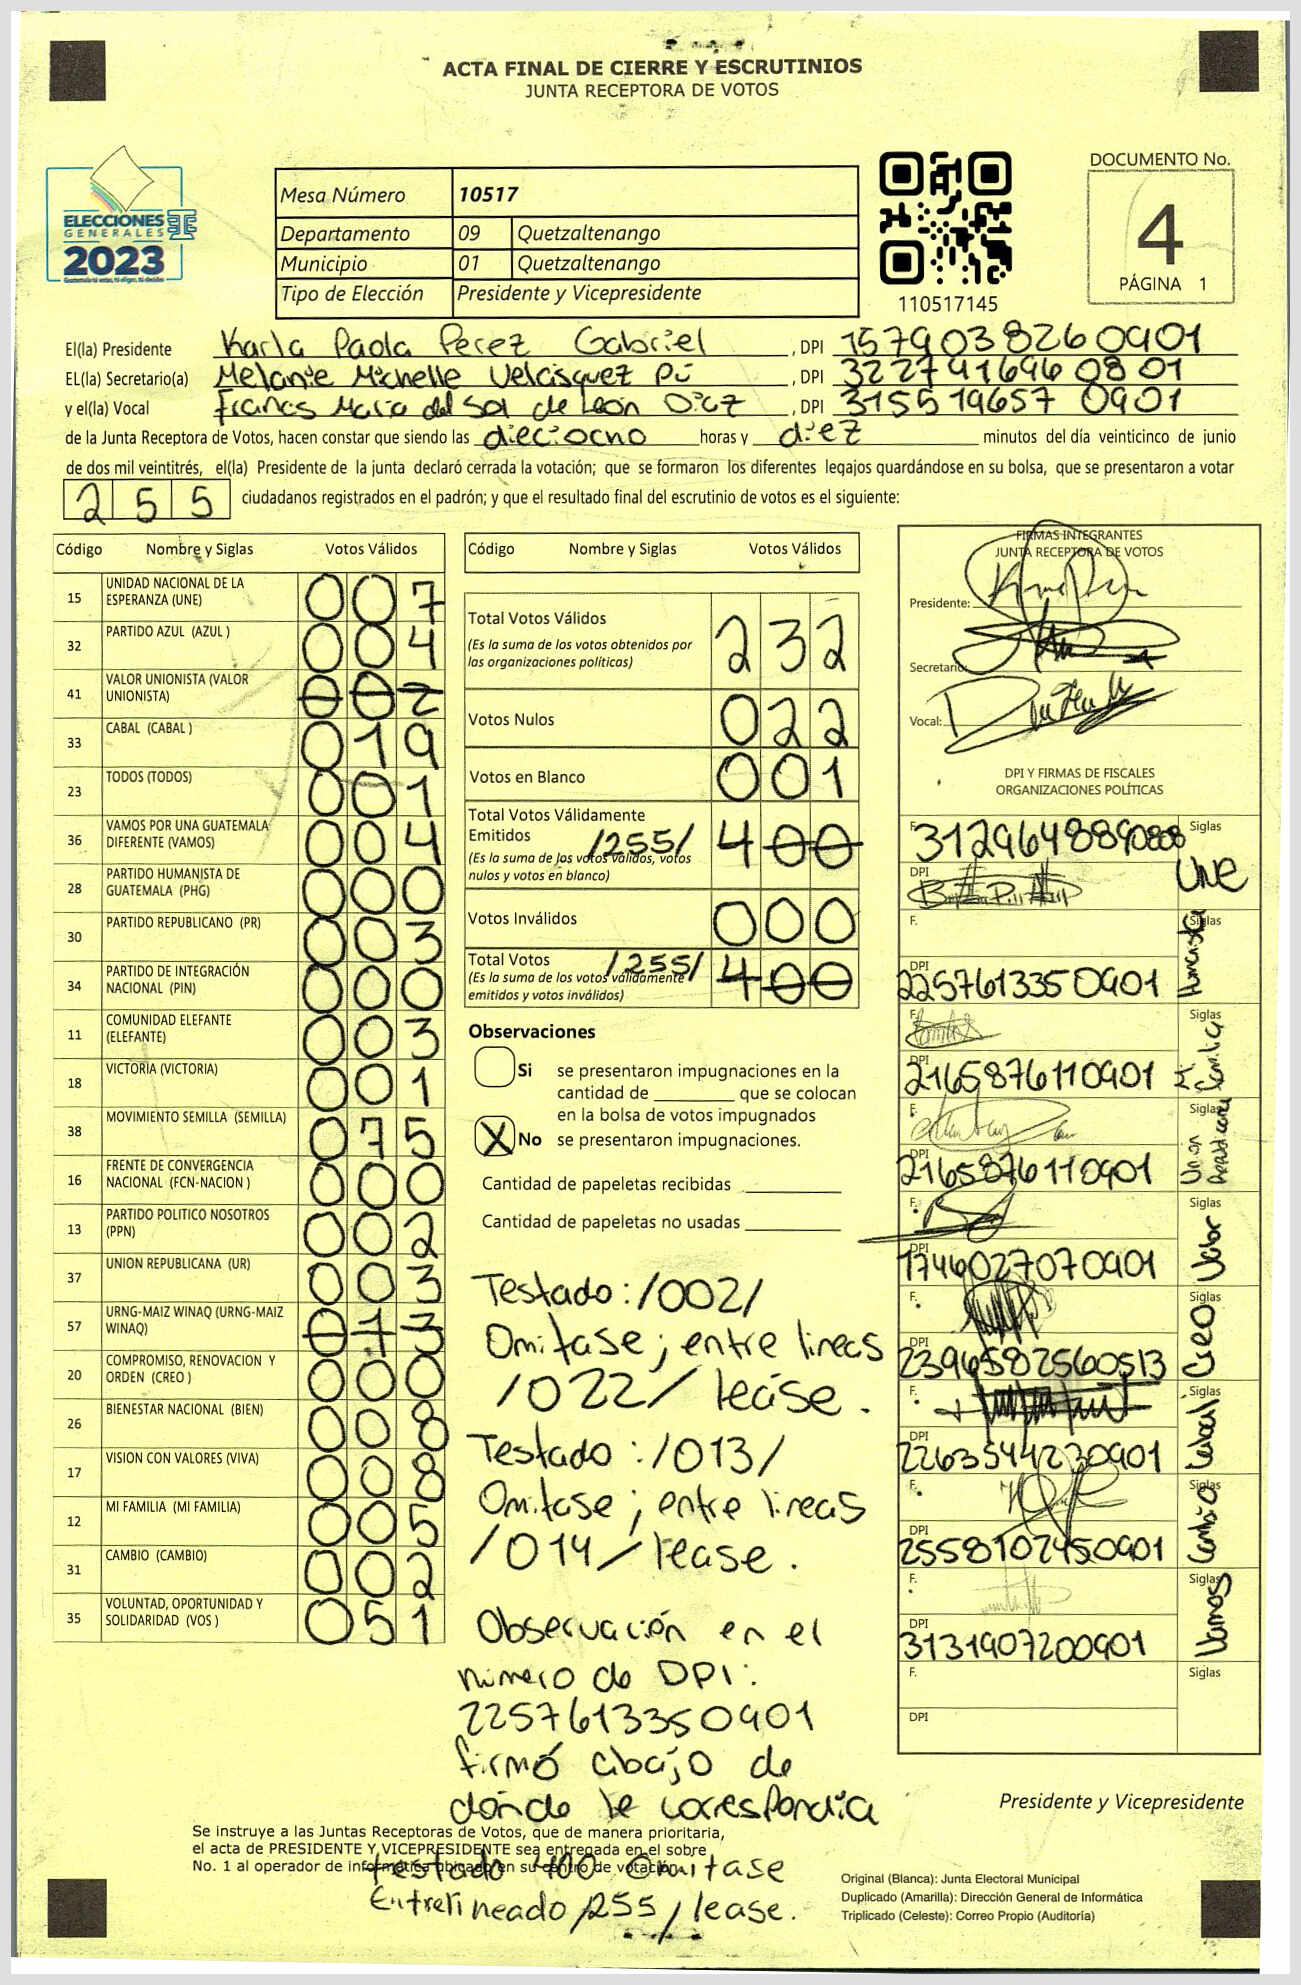 ACTA FINAL DE CIERRE Y ESCRUTINIOS
JUNTA RECEPTORA DE VOTOS
ELECCIONES
GENERALES
2023
Mesa Número 10517
Departamento 09 Quetzaltenango
Municipio 01 Quetzaltenango
Tipo de Elección Presidente y Vicepresidente
110517145
DOCUMENTO No.
4
PÁGINA 1
El(la) Presidente Karla Paola Perez Gabriel , DPI 1579038260901
EL(la) Secretario(a) Melanie Michelle Velasquez Pú , DPI 3227416960801
y el(la) Vocal María del Sol de León Díaz , DPI 3155196570901
de la Junta Receptora de Votos, hacen constar que siendo las dieciocho horas y diez minutos del día veinticinco de junio
de dos mil veintitrés, el(la) Presidente de la junta declaró cerrada la votación; que se formaron los diferentes legajos guardándose en su bolsa, que se presentaron a votar
255 ciudadanos registrados en el padrón; y que el resultado final del escrutinio de votos es el siguiente:
Código Nombre y Siglas Votos Válidos
15 UNIDAD NACIONAL DE LA ESPERANZA (UNE) 007
32 PARTIDO AZUL (AZUL ) 004
41 VALOR UNIONISTA (VALOR UNIONISTA) 002
33 CABAL (CABAL ) 019
23 TODOS (TODOS) 001
36 VAMOS POR UNA GUATEMALA DIFERENTE (VAMOS) 004
28 PARTIDO HUMANISTA DE GUATEMALA (PHG) 000
30 PARTIDO REPUBLICANO (PR) 003
34 PARTIDO DE INTEGRACIÓN NACIONAL (PIN) 000
11 COMUNIDAD ELEFANTE (ELEFANTE) 003
18 VICTORIA (VICTORIA) 001
38 MOVIMIENTO SEMILLA (SEMILLA) 075
16 FRENTE DE CONVERGENCIA NACIONAL (FCN-NACION ) 000
13 PARTIDO POLITICO NOSOTROS (PPN) 002
37 UNION REPUBLICANA (UR) 003
57 URNG-MAIZ WINAQ (URNG-MAIZ WINAQ) 013
20 COMPROMISO, RENOVACION Y ORDEN (CREO ) 000
26 BIENESTAR NACIONAL (BIEN) 008
17 VISION CON VALORES (VIVA) 008
12 MI FAMILIA (MI FAMILIA) 005
31 CAMBIO (CAMBIO) 002
35 VOLUNTAD, OPORTUNIDAD Y SOLIDARIDAD (VOS ) 051
Código Nombre y Siglas Votos Válidos
Total Votos Válidos 232
(Es la suma de los votos obtenidos por
las organizaciones políticas)
Votos Nulos 022
Votos en Blanco 001
Total Votos Válidamente
Emitidos /255/ 400
(Es la suma de los votos válidos, votos
nulos y votos en blanco)
Votos Inválidos 000
Total Votos /255/ 400
(Es la suma de los votos válidamente
emitidos y votos inválidos)
Observaciones
Si se presentaron impugnaciones en la
cantidad de ________ que se colocan
en la bolsa de votos impugnados
X No se presentaron impugnaciones.
Cantidad de papeletas recibidas
Cantidad de papeletas no usadas
Testado: /002/
Omitase; entre lineas
/022/ léase.
Testado: /013/
Omitase; entre lineas
/014/ léase.
Observación en el
número de DPI:
2257613350901
firmó abajo de
dónde le correspondía
Se instruye a las Juntas Receptoras de Votos, que de manera prioritaria,
el acta de PRESIDENTE Y VICEPRESIDENTE sea entregada en el sobre
No. 1 al operador de informática ubicado en su centro de votación
testado 400 Omitase
Entrelineado /255/ lease.
FIRMAS INTEGRANTES
JUNTA RECEPTORA DE VOTOS
Presidente:
Secretario:
Vocal:
DPI Y FIRMAS DE FISCALES
ORGANIZACIONES POLÍTICAS
F. Siglas
3129648890808
DPI UNE
F. Siglas
DPI 2257613350901 Humanista
F. Siglas
DPI 2165876110901 Semilla
F. Siglas
DPI 2165876110901 Union Republicana
F. Siglas
DPI 1746027070901 Valor
F. Siglas
DPI 2396582560513 CREO
F. Siglas
DPI 2263544230901
F. Siglas
DPI 2558102450901 Cambio
F. Siglas
DPI 3131907200901 Vamos
F. Siglas
DPI
Presidente y Vicepresidente
Original (Blanca): Junta Electoral Municipal
Duplicado (Amarilla): Dirección General de Informática
Triplicado (Celeste): Correo Propio (Auditoría)